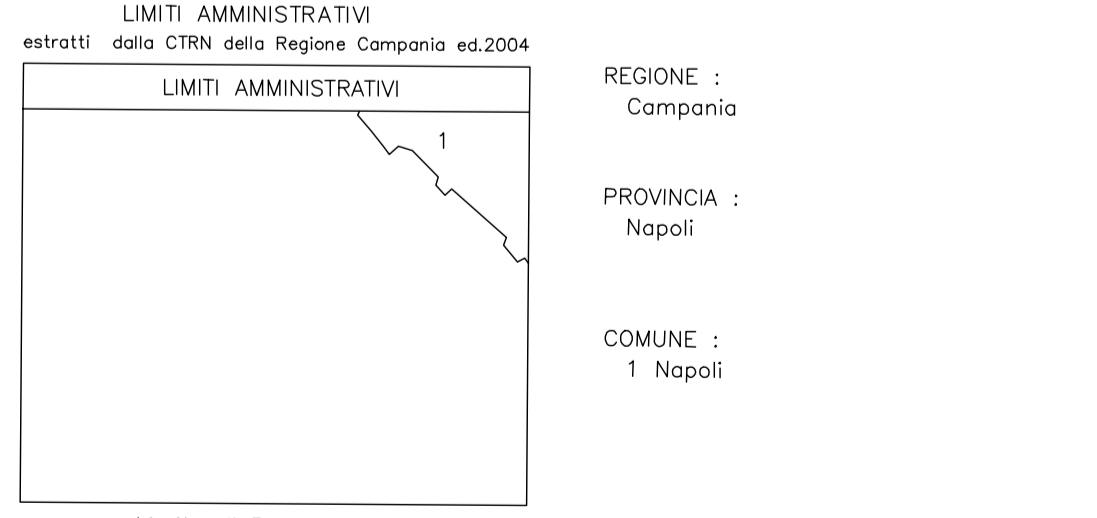 LIMITI AMMINISTRATIVI
estratti dalla CTRN della Regione Campania ed.2004
LIMITI AMMINISTRATIVI
1
REGIONE :
Campania
PROVINCIA :
Napoli
COMUNE :
1 Napoli